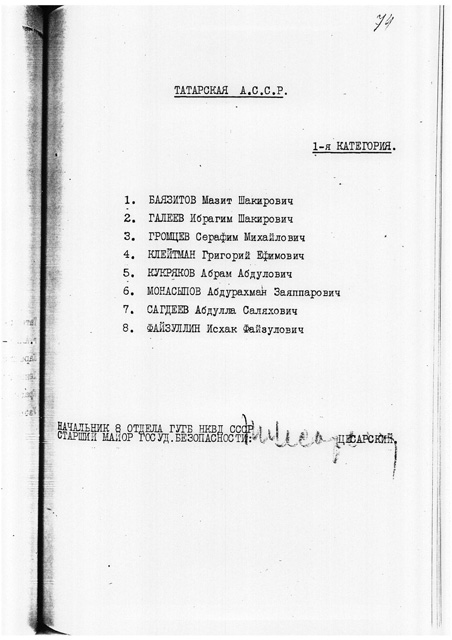 74
ТАТАРСКАЯ А.С.С.Р.
1-я КАТЕГОРИЯ.
1. БАЯЗИТОВ Мазит Шакирович
2. ГАЛЕЕВ Ибрагим Шакирович
3. ГРОМЦЕВ Серафим Михайлович
4. КЛЕЙТМАН Григорий Ефимович
5. КУКРЯКОВ Абрам Абдулович
6. МОНАСЫПОВ Абдурахман Заяппарович
7. САГДЕЕВ Абдулла Саляхович
8. ФАЙЗУЛЛИН Исхак Файзулович
НАЧАЛЬНИК 8 ОТДЕЛА ГУГБ НКВД СССР
СТАРШИЙ МАЙОР ГОСУД.БЕЗОПАСНОСТИ: ЦЕСАРСКИЙ.